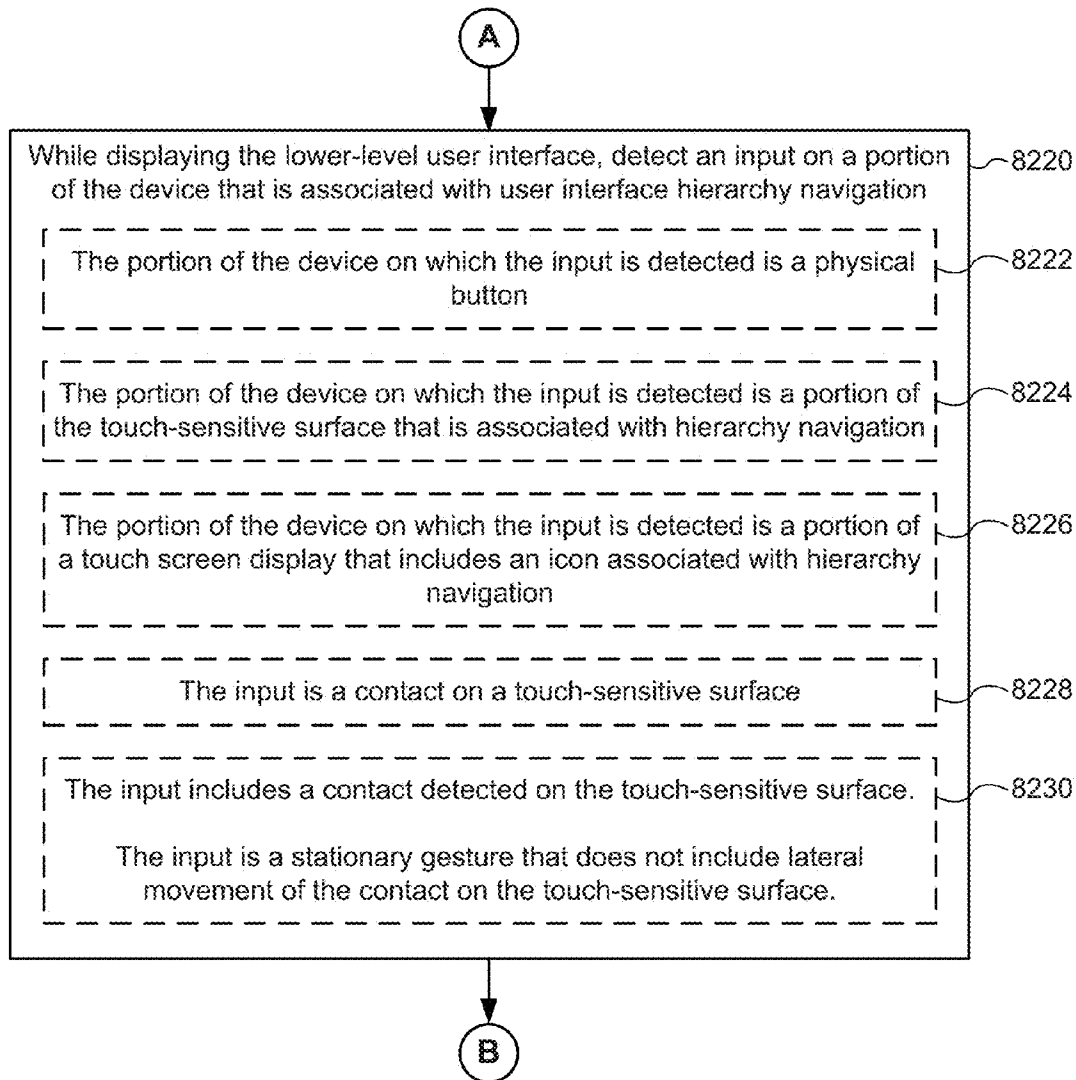 A
While displaying the lower-level user interface, detect an input on a portion
of the device that is associated with user interface hierarchy navigation
8220
The portion of the device on which the input is detected is a physical
button
8222
The portion of the device on which the input is detected is a portion of
the touch-sensitive surface that is associated with hierarchy navigation
8224
The portion of the device on which the input is detected is a portion of
a touch screen display that includes an icon associated with hierarchy
navigation
8226
The input is a contact on a touch-sensitive surface
8228
The input includes a contact detected on the touch-sensitive surface.
8230
The input is a stationary gesture that does not include lateral
movement of the contact on the touch-sensitive surface.
B